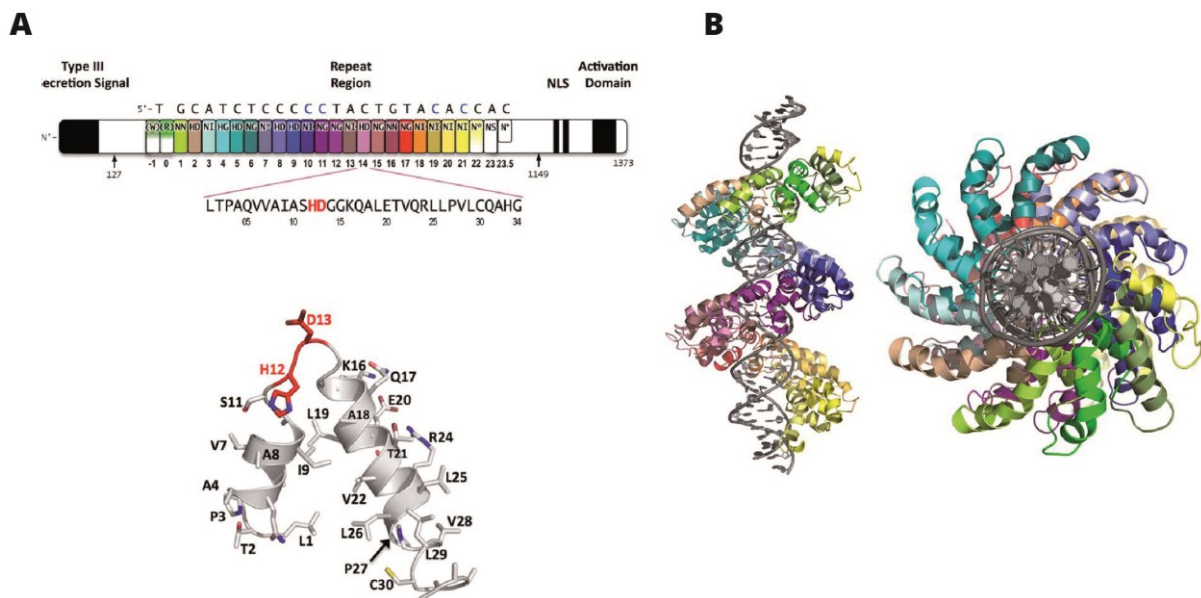 A
B
Type III
ecretion Signal
Repeat
Region
NLS
Activation
Domain
5'- T G C A T C T C C C C C T A C T G T A C A C C A C
N'- (W) (R) NN HD NI HG HD NG N* HD HD NI NG NG NI HD NG NN NG NI NI NI N* NS N*
-1 0 1 2 3 4 5 6 7 8 9 10 11 12 13 14 15 16 17 18 19 20 21 22 23 23.5
127
1149
1373
LTPAQVVAIASHDGGKQALETVQRLLPVLCQAHG
05 10 15 20 25 30 34
D13
H12
K16
Q17
S11
E20
L19
A18
V7
A8
R24
T21
I9
L25
A4
V22
P3
V28
L26
T2
L1
L29
P27
C30